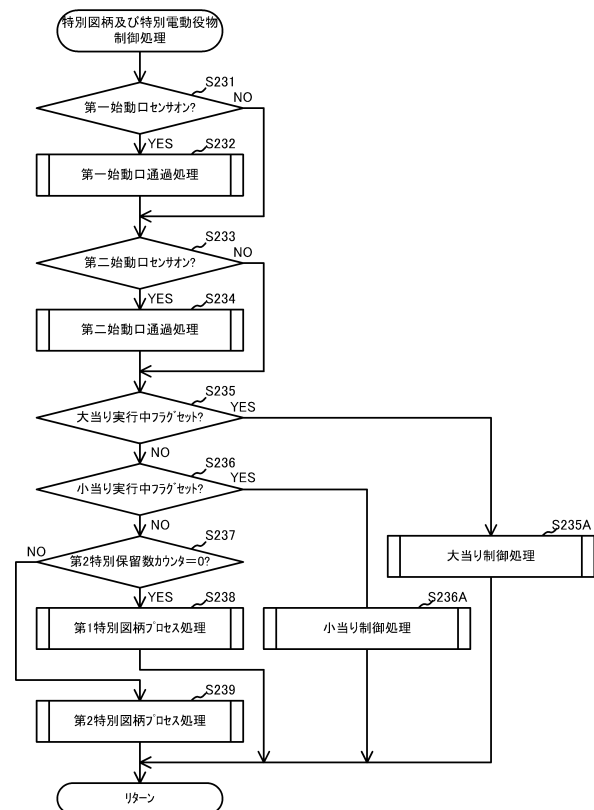 特別図柄及び特別電動役物
制御処理
S231
第一始動口センサオン?
NO
YES
S232
第一始動口通過処理
S233
第二始動口センサオン?
NO
YES
S234
第二始動口通過処理
S235
大当り実行中フラグセット?
YES
NO
S236
小当り実行中フラグセット?
YES
NO
S237
第2特別保留数カウンタ=0?
NO
YES
S235A
大当り制御処理
S238
第1特別図柄プロセス処理
S236A
小当り制御処理
S239
第2特別図柄プロセス処理
リターン